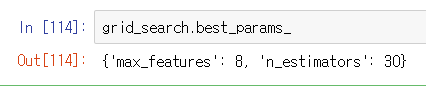 In [114]: grid_search.best_params_
Out[114]: {'max_features': 8, 'n_estimators': 30}